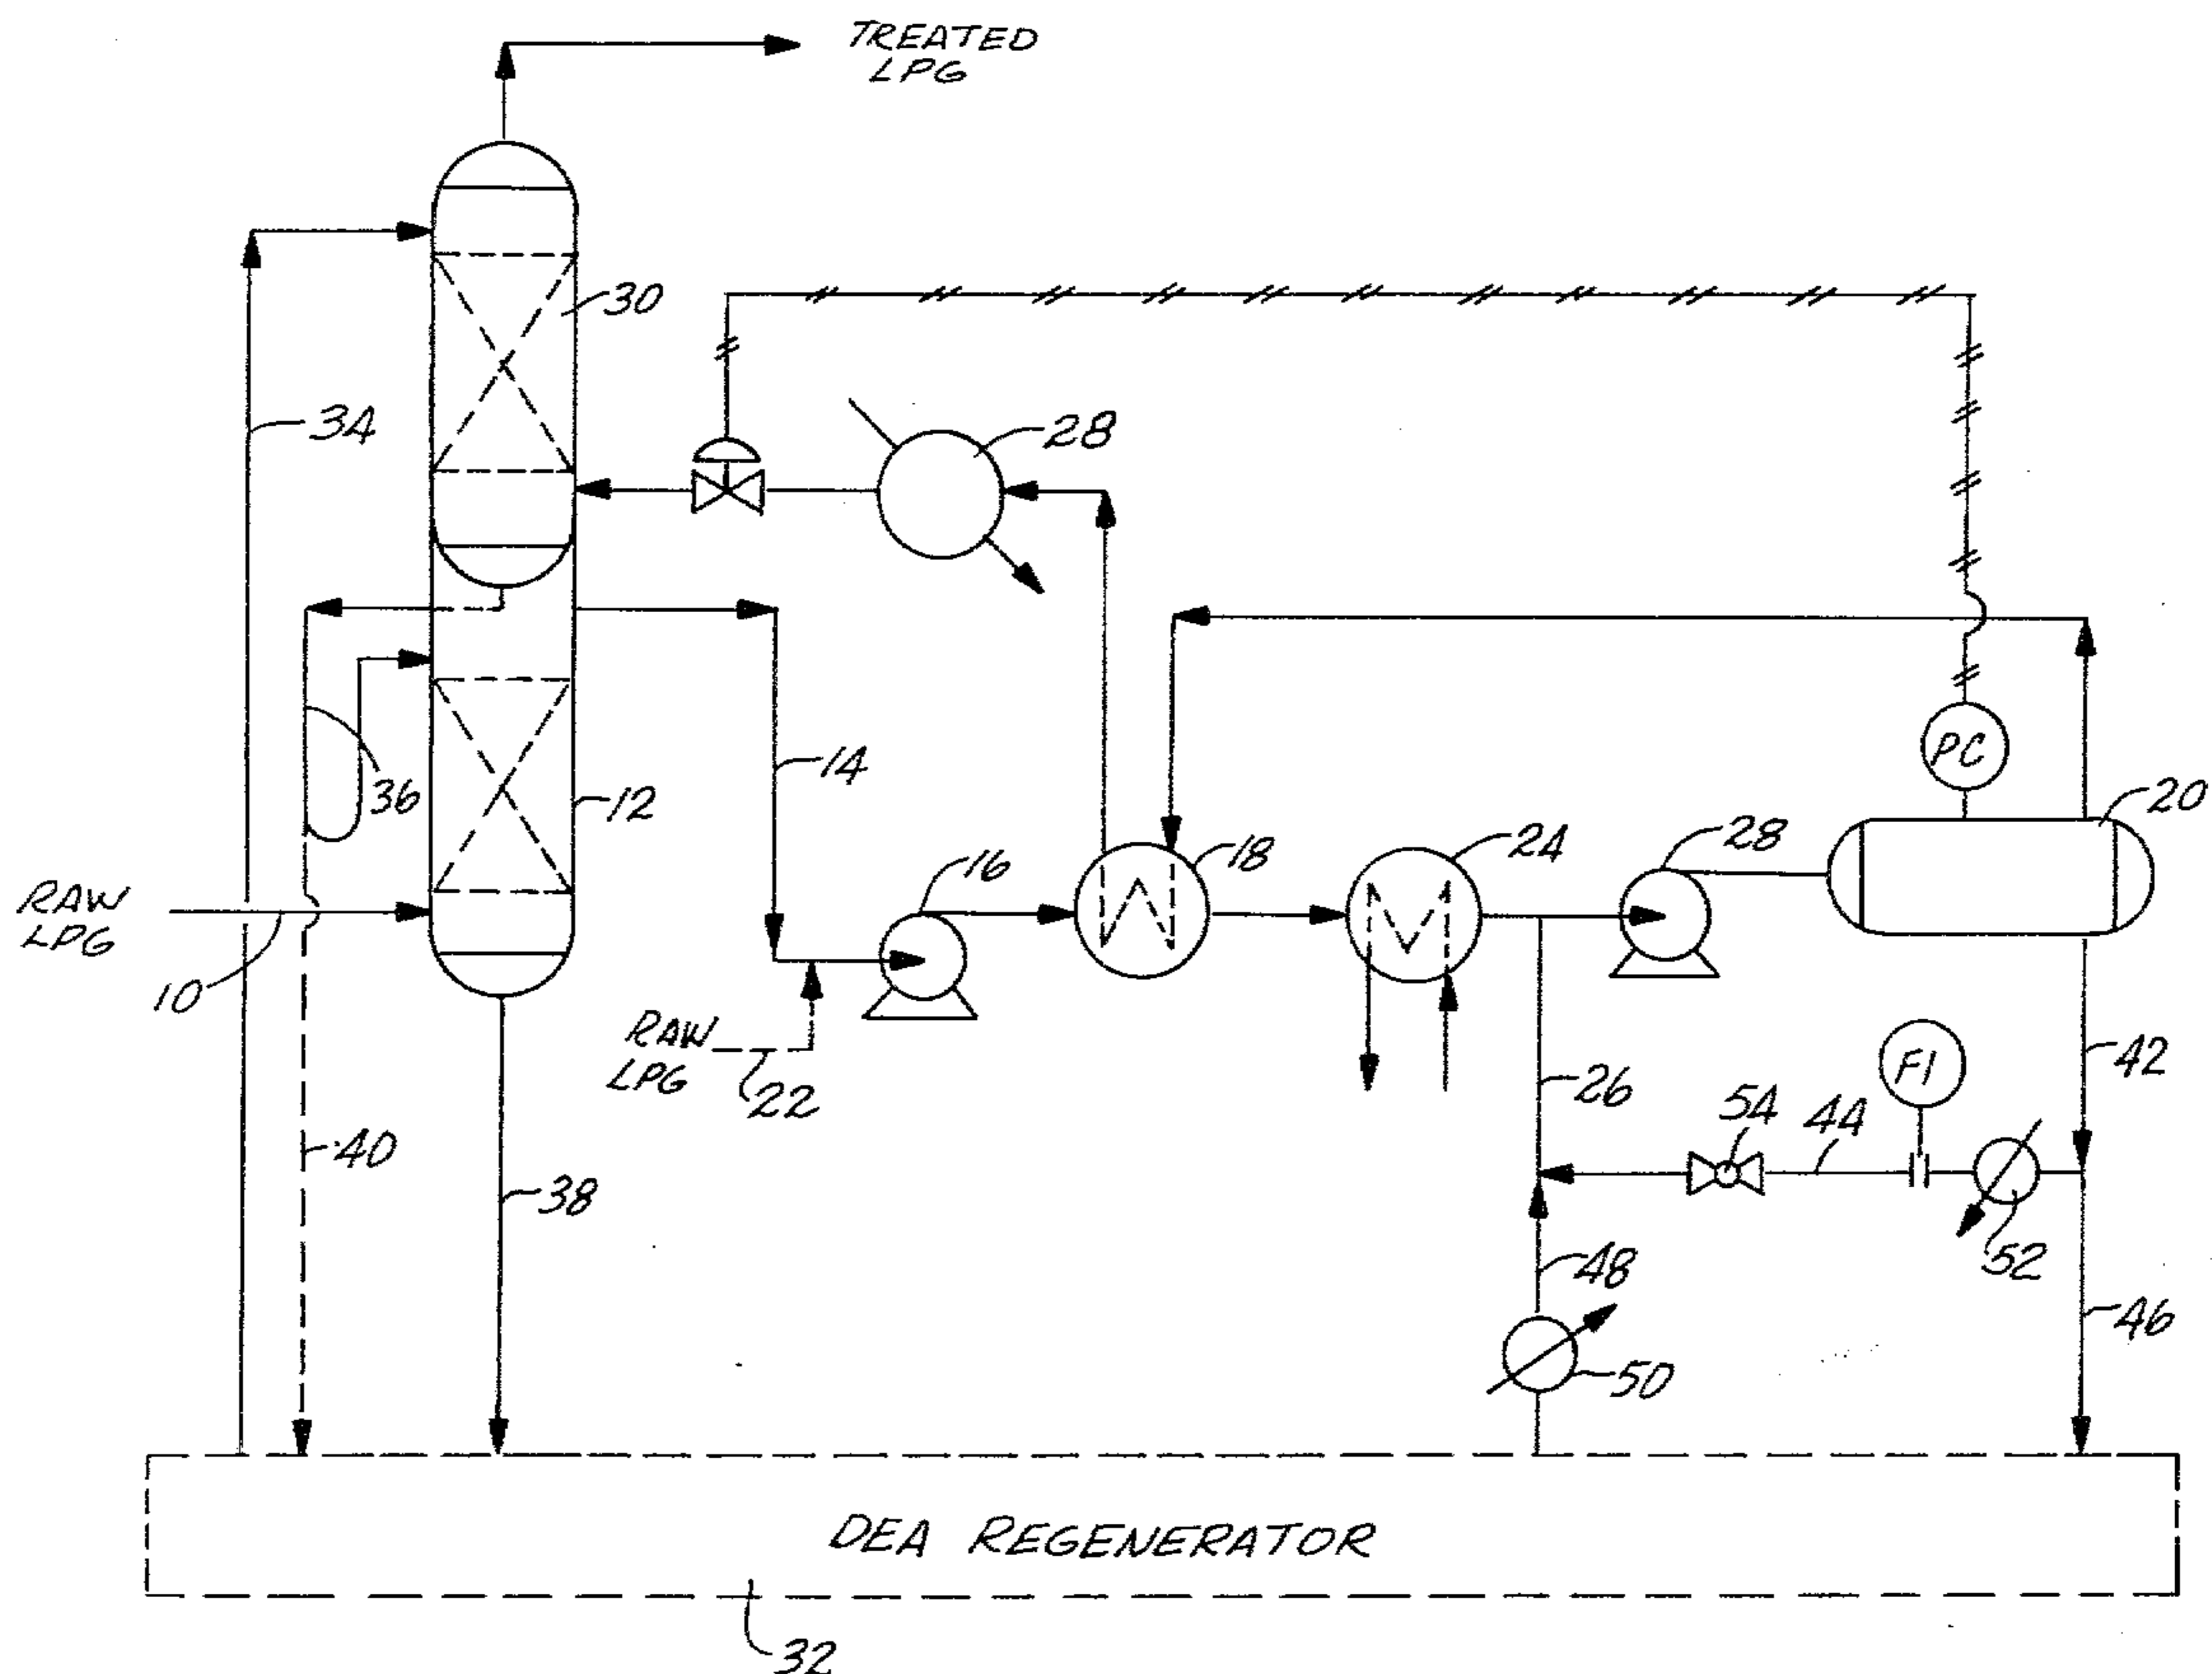 TREATED
LPG
30
34
28
36
14
12
PC
20
16
18
24
28
RAW
LPG
10
RAW
LPG
22
26
FI
42
54
44
40
38
48
52
46
50
DEA REGENERATOR
32